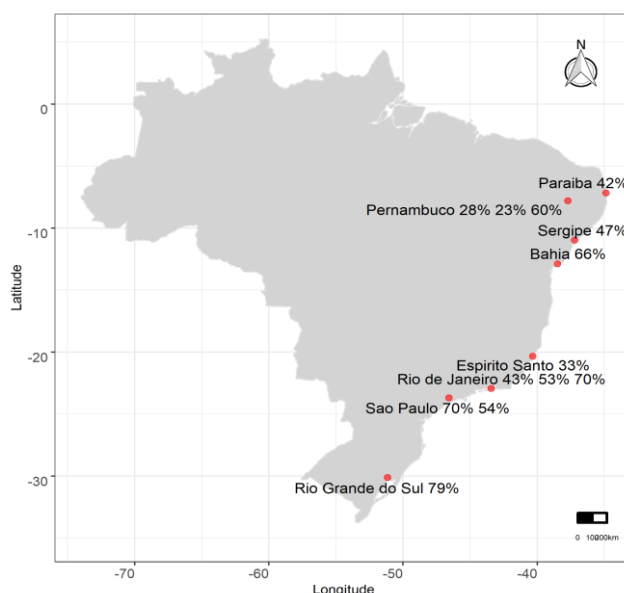 N
0
Paraiba 42%
Pernambuco 28% 23% 60%
-10
Sergipe 47%
Bahia 66%
Latitude
-20
Espirito Santo 33%
Rio de Janeiro 43% 53% 70%
Sao Paulo 70% 54%
-30
Rio Grande do Sul 79%
-70 -60 -50 -40
Longitude